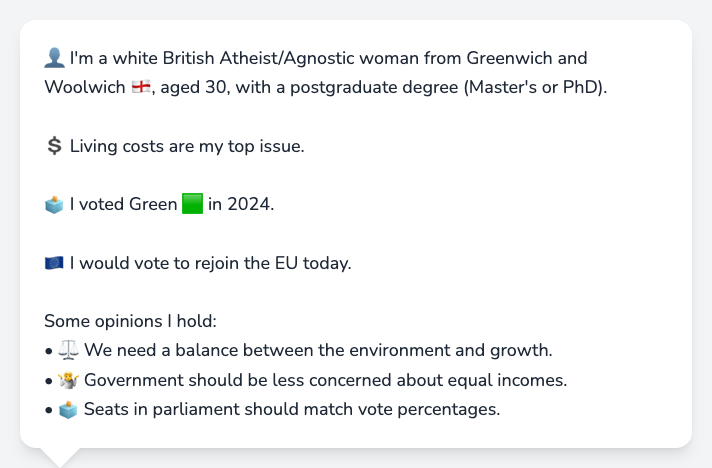 👤 I'm a white British Atheist/Agnostic woman from Greenwich and
Woolwich 🏴󠁧󠁢󠁥󠁮󠁧󠁿, aged 30, with a postgraduate degree (Master's or PhD).
💲 Living costs are my top issue.
🗳️ I voted Green 🟩 in 2024.
🇪🇺 I would vote to rejoin the EU today.
Some opinions I hold:
• ⚖️ We need a balance between the environment and growth.
• 🤷 Government should be less concerned about equal incomes.
• 🗳️ Seats in parliament should match vote percentages.